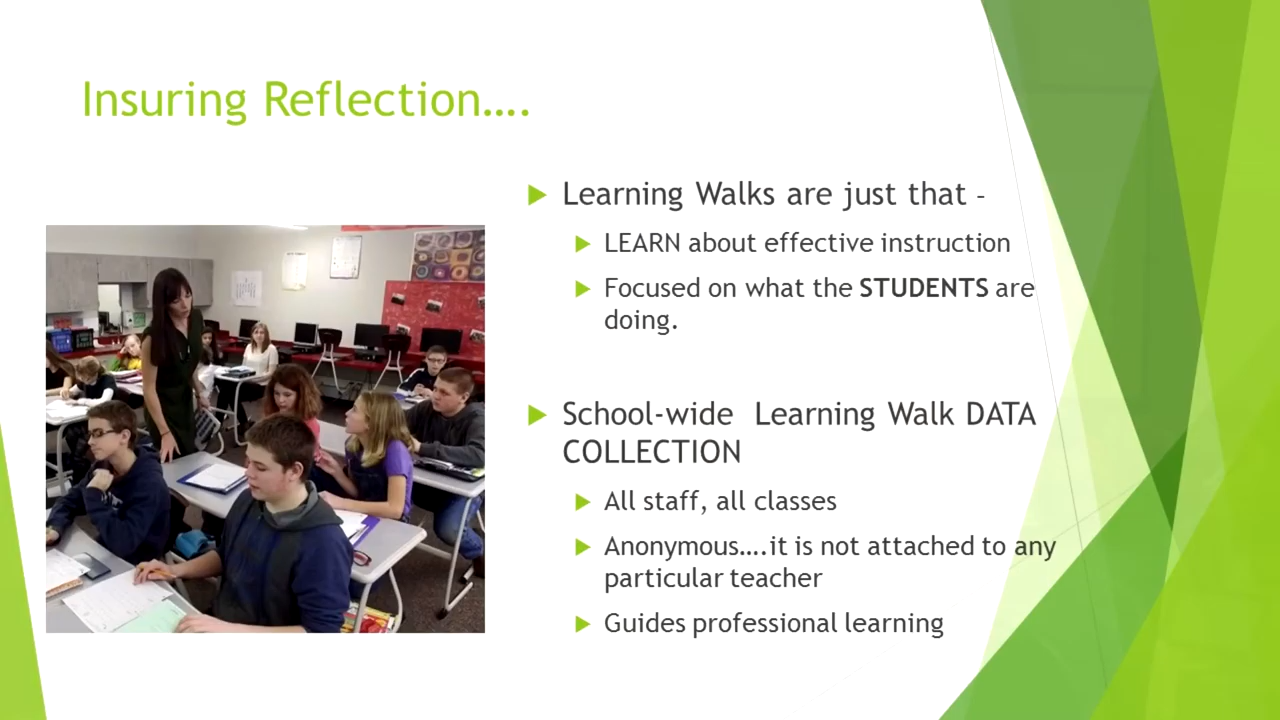 Insuring Reflection....
Learning Walks are just that -
LEARN about effective instruction
Focused on what the STUDENTS are
doing.
School-wide  Learning Walk DATA
COLLECTION
All staff, all classes
Anonymous....it is not attached to any
particular teacher
Guides professional learning